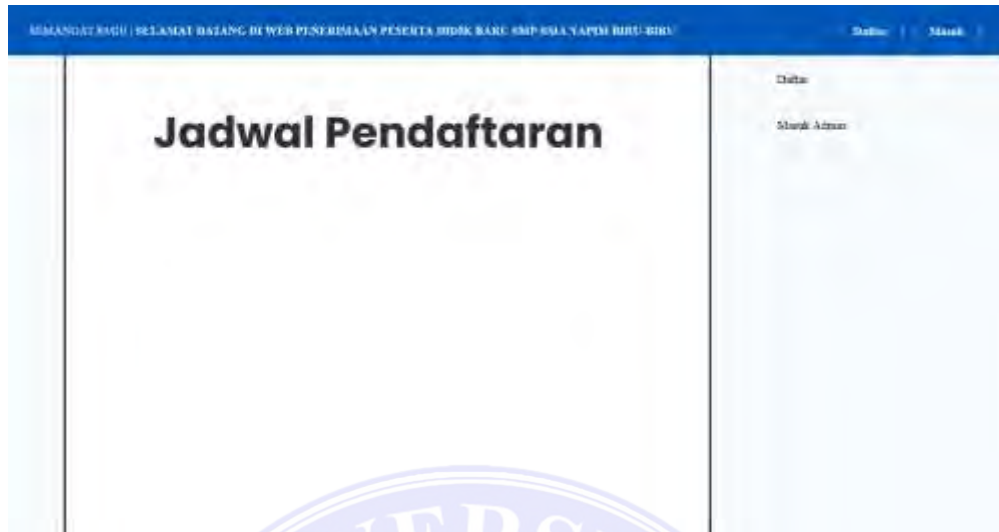 SEMANGAT PAGI! | SELAMAT DATANG DI WEB PENERIMAAN PESERTA DIDIK BARU SMP-SMA YAPIM BIRU-BIRU
Daftar | Masuk |
Daftar
Jadwal Pendaftaran
Masuk Admin